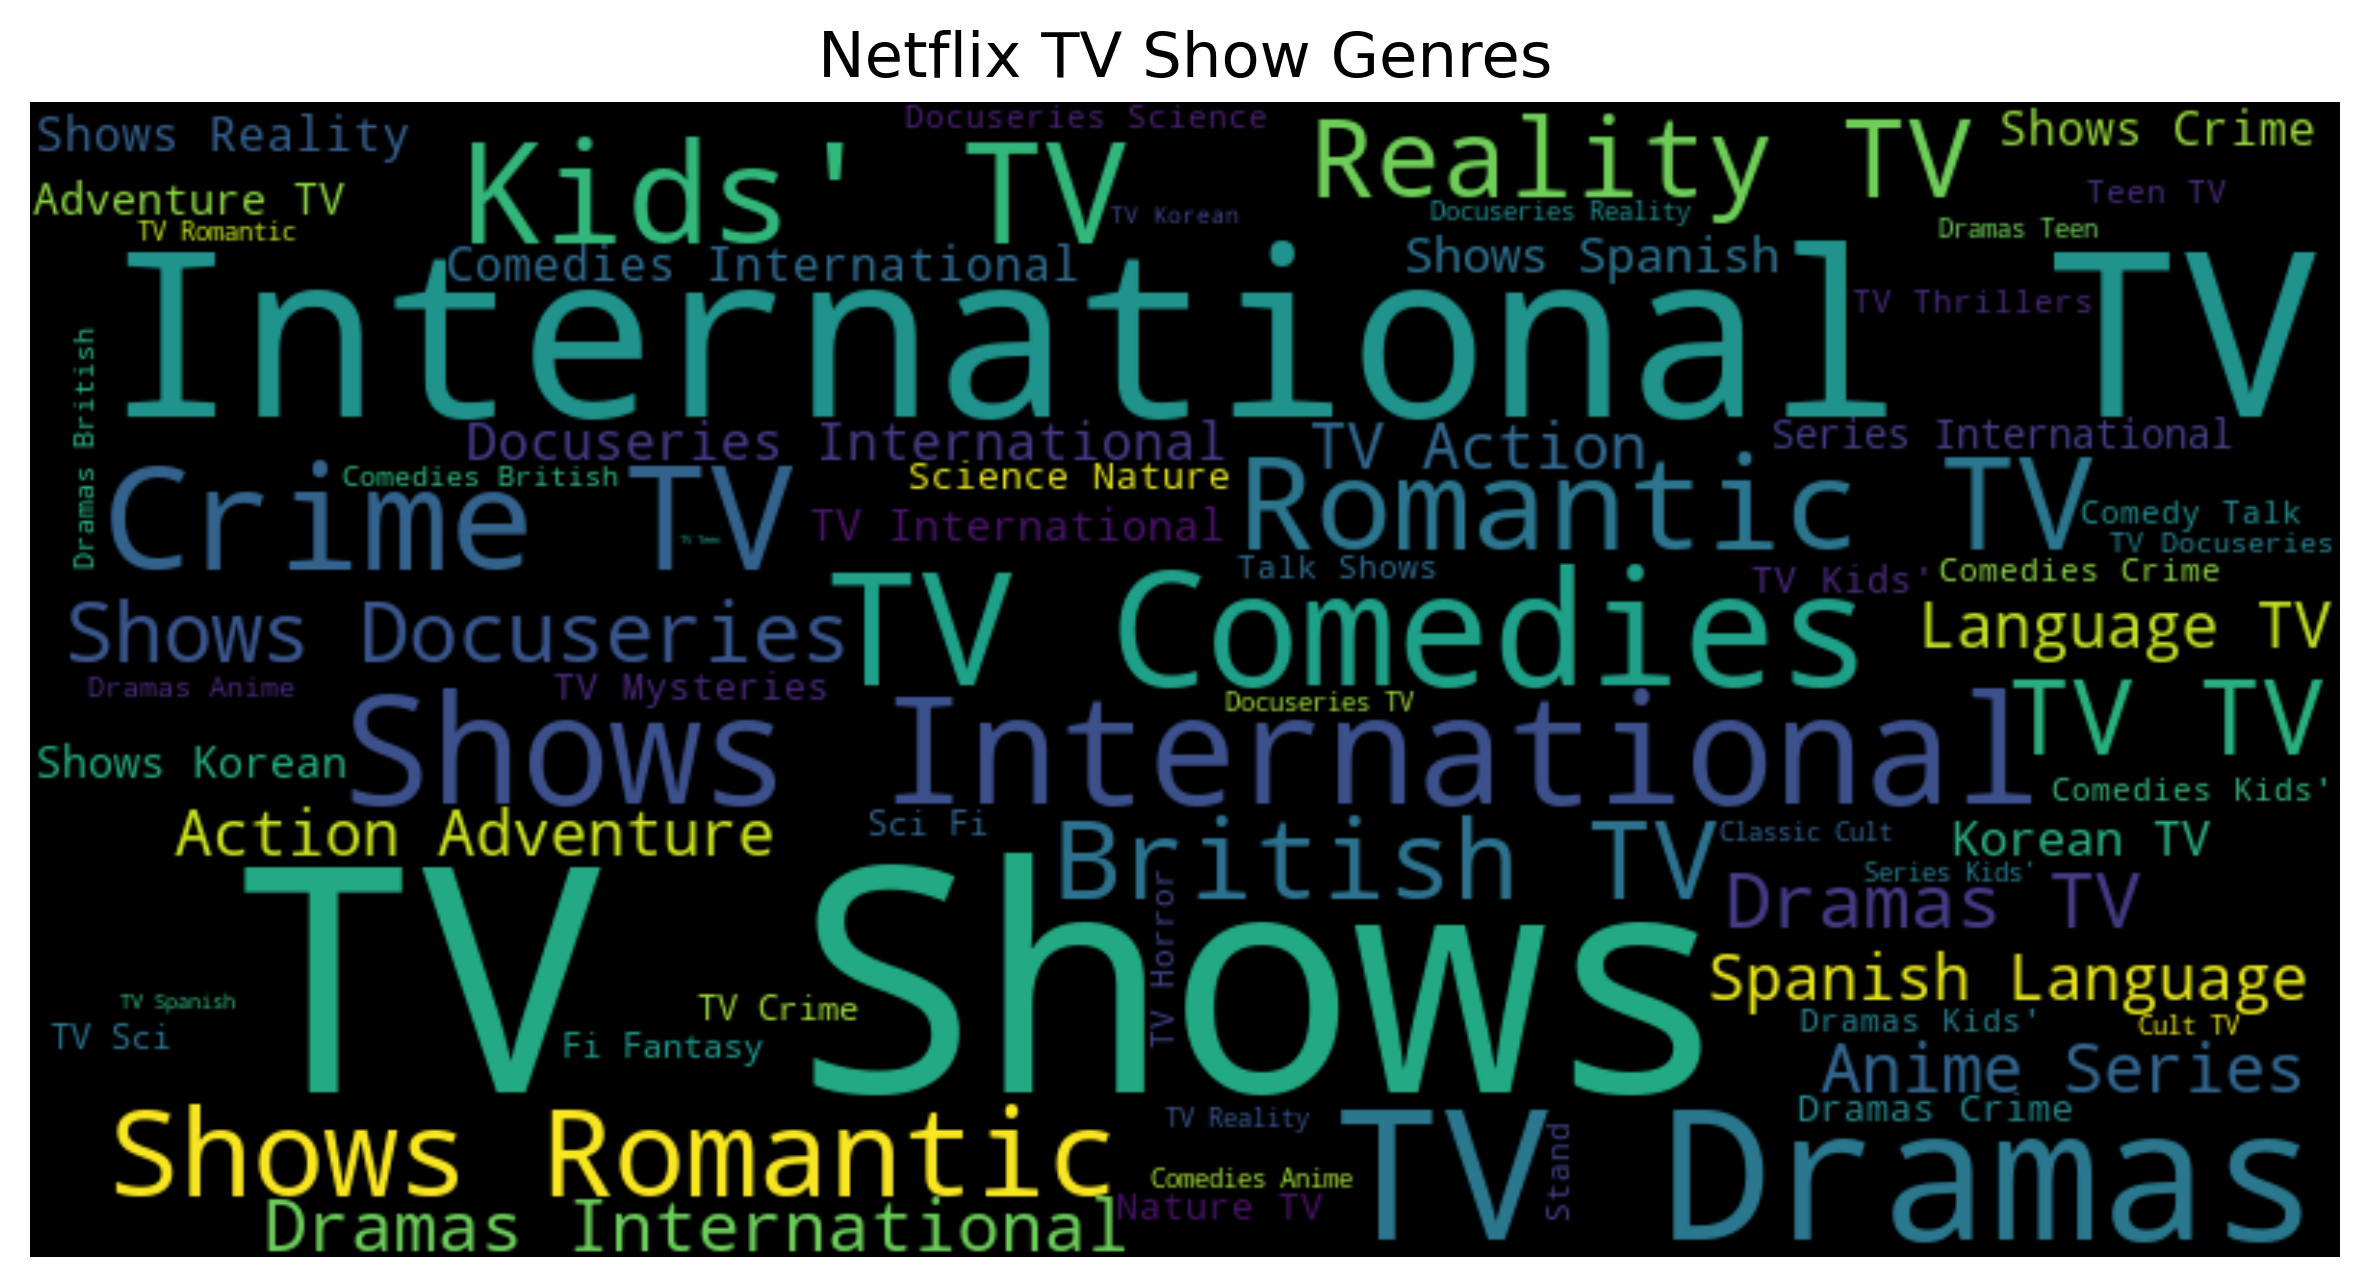 Netflix TV Show Genres
Shows Reality
Docuseries Science
Kids' TV
Reality TV
Shows Crime
Adventure TV
TV Romantic
TV Korean
Docuseries Reality
Teen TV
Dramas Teen
Comedies International
Shows Spanish
International TV
TV Thrillers
Dramas British
Docuseries International
TV Action
Series International
Crime TV
Comedies British
Science Nature
Romantic TV
TV International
Comedy Talk
TV Docuseries
TV Teen
Talk Shows
TV Kids'
Comedies Crime
Shows Docuseries
TV Comedies
Language TV
Dramas Anime
TV Mysteries
Docuseries TV
TV TV
Shows International
Shows Korean
Comedies Kids'
Action Adventure
Sci Fi
British TV
Classic Cult
Korean TV
Series Kids'
Dramas TV
TV Shows
TV Horror
Spanish Language
TV Spanish
TV Crime
TV Sci
Fi Fantasy
Dramas Kids'
Cult TV
Anime Series
Shows Romantic
TV Reality
Dramas Crime
TV Dramas
Stand
Comedies Anime
Nature TV
Dramas International